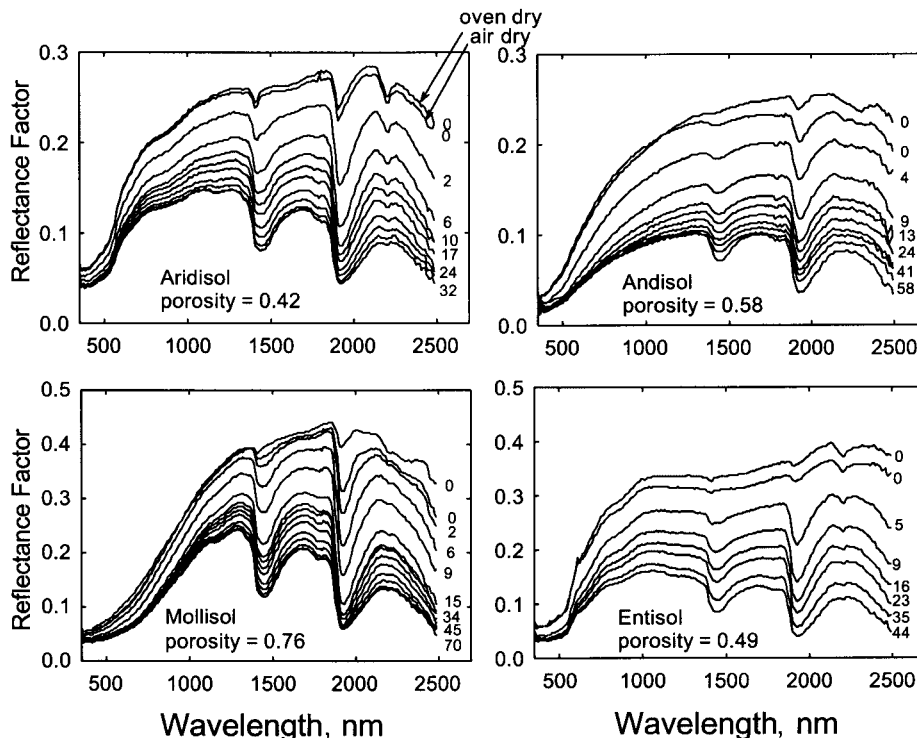 oven dry
air dry
0.3
0.2
0.1
0.0
Reflectance Factor
0
0
2
6
10
17
24
32
Aridisol
porosity = 0.42
500 1000 1500 2000 2500
0.3
0.2
0.1
0.0
0
0
4
9
13
24
41
58
Andisol
porosity = 0.58
500 1000 1500 2000 2500
0.5
0.4
0.3
0.2
0.1
0.0
Reflectance Factor
0
0
2
6
9
15
34
45
70
Mollisol
porosity = 0.76
500 1000 1500 2000 2500
Wavelength, nm
0.5
0.4
0.3
0.2
0.1
0.0
0
0
5
9
16
23
35
44
Entisol
porosity = 0.49
500 1000 1500 2000 2500
Wavelength, nm